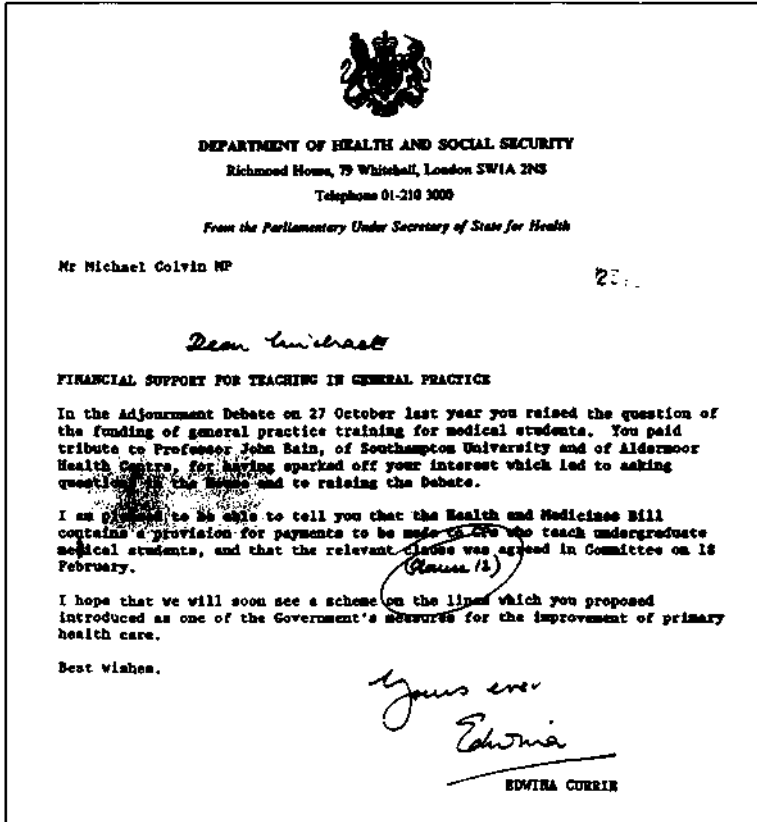 DEPARTMENT OF HEALTH AND SOCIAL SECURITY
Richmond House, 79 Whitehall, London SW1A 2NS
Telephone 01-210 3000
From the Parliamentary Under Secretary of State for Health
Mr Michael Colvin MP
Dear Michael
FINANCIAL SUPPORT FOR TEACHING IN GENERAL PRACTICE
In the Adjournment Debate on 27 October last year you raised the question of
the funding of general practice training for medical students. You paid
tribute to Professor John Bain, of Southampton University and of Aldermoor
Health Centre, for having sparked off your interest which led to asking
questions in the House and to raising the Debate.
I am pleased to be able to tell you that the Health and Medicines Bill
contains a provision for payments to be made to GPs who teach undergraduate
medical students, and that the relevant clause was agreed in Committee on 18
(Clause 12)
February.
I hope that we will soon see a scheme on the lines which you proposed
introduced as one of the Government's measures for the improvement of primary
health care.
Best wishes.
Yours ever
Edwina
EDWINA CURRIE